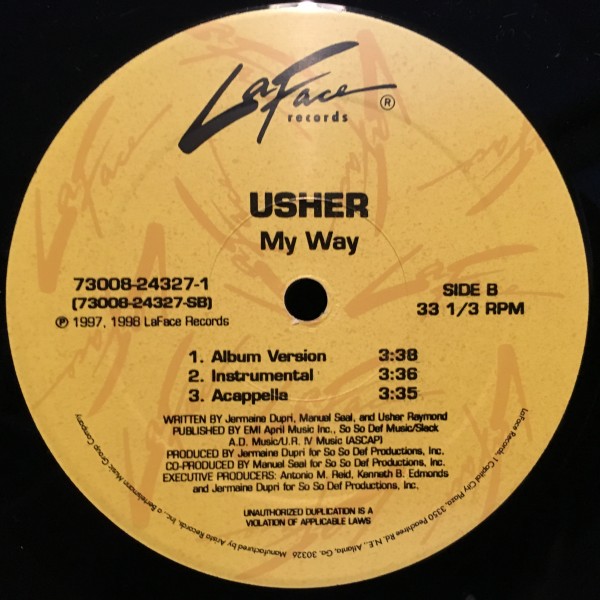 LaFace ®
records
USHER
My Way
73008-24327-1
(73008-24327-SB)
℗ 1997, 1998 LaFace Records
SIDE B
33 1/3 RPM
1. Album Version 3:38
2. Instrumental 3:36
3. Acappella 3:35
WRITTEN BY Jermaine Dupri, Manuel Seal, and Usher Raymond
PUBLISHED BY EMI April Music Inc., So So Def Music/Slack
A.D. Music/U.R. IV Music (ASCAP)
PRODUCED BY Jermaine Dupri for So So Def Productions, Inc.
CO-PRODUCED BY Manuel Seal for So So Def Productions, Inc.
EXECUTIVE PRODUCERS: Antonio M. Reid, Kenneth B. Edmonds
and Jermaine Dupri for So So Def Productions, Inc.
UNAUTHORIZED DUPLICATION IS A
VIOLATION OF APPLICABLE LAWS
LaFace Records, 1 Capital City Plaza, 3350 Peachtree Rd. N.E., Atlanta, Ga. 30326 Manufactured by Arista Records, Inc. a Bertelsmann Music Group Company